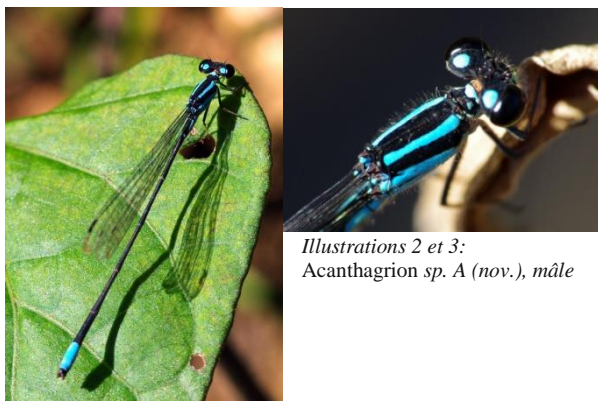 Illustrations 2 et 3:
Acanthagrion sp. A (nov.), mâle